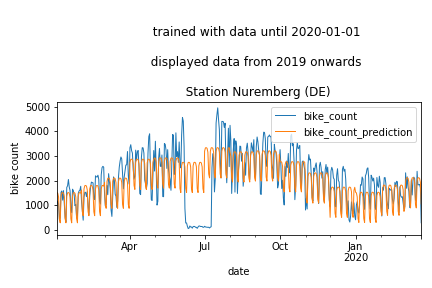 trained with data until 2020-01-01
displayed data from 2019 onwards
Station Nuremberg (DE)
5000
4000
3000
2000
1000
0
bike count
bike_count
bike_count_prediction
Apr
Jul
Oct
Jan
2020
date